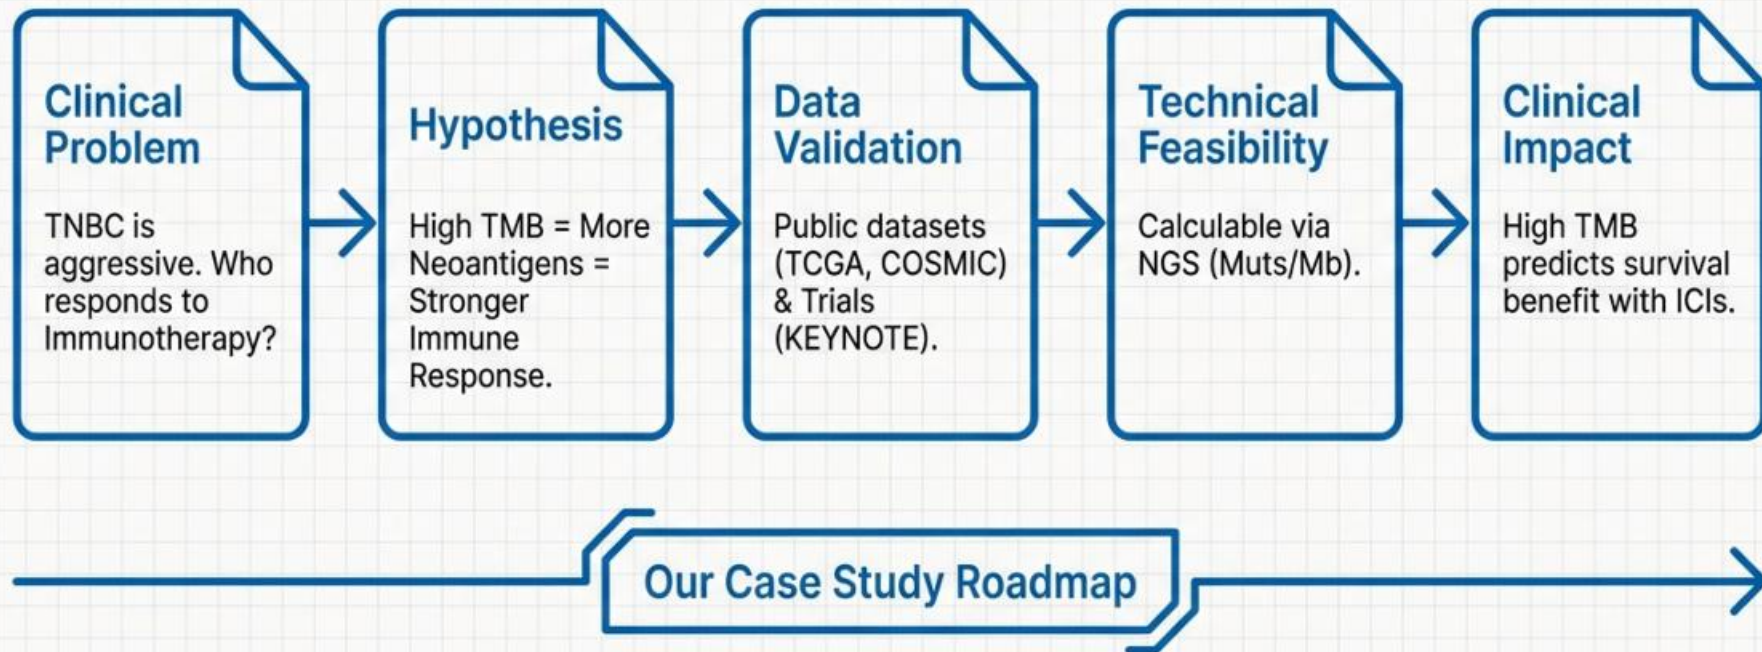 Clinical
Problem
TNBC is
aggressive. Who
responds to
Immunotherapy?
Hypothesis
High TMB = More
Neoantigens =
Stronger
Immune
Response.
Data
Validation
Public datasets
(TCGA, COSMIC)
& Trials
(KEYNOTE).
Technical
Feasibility
Calculable via
NGS (Muts/Mb).
Clinical
Impact
High TMB
predicts survival
benefit with ICIs.
Our Case Study Roadmap